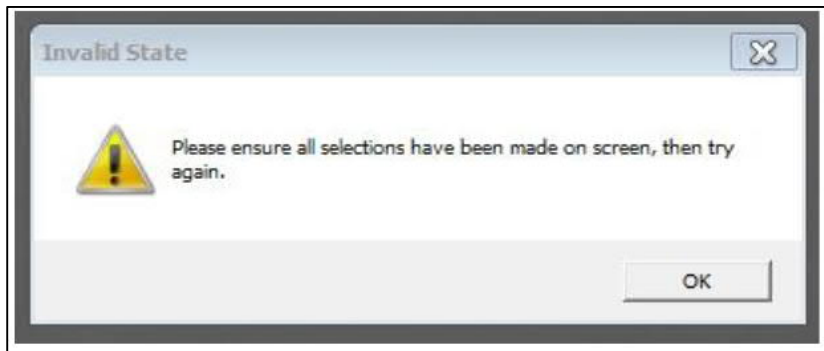 Invalid State
Please ensure all selections have been made on screen, then try
again.
OK